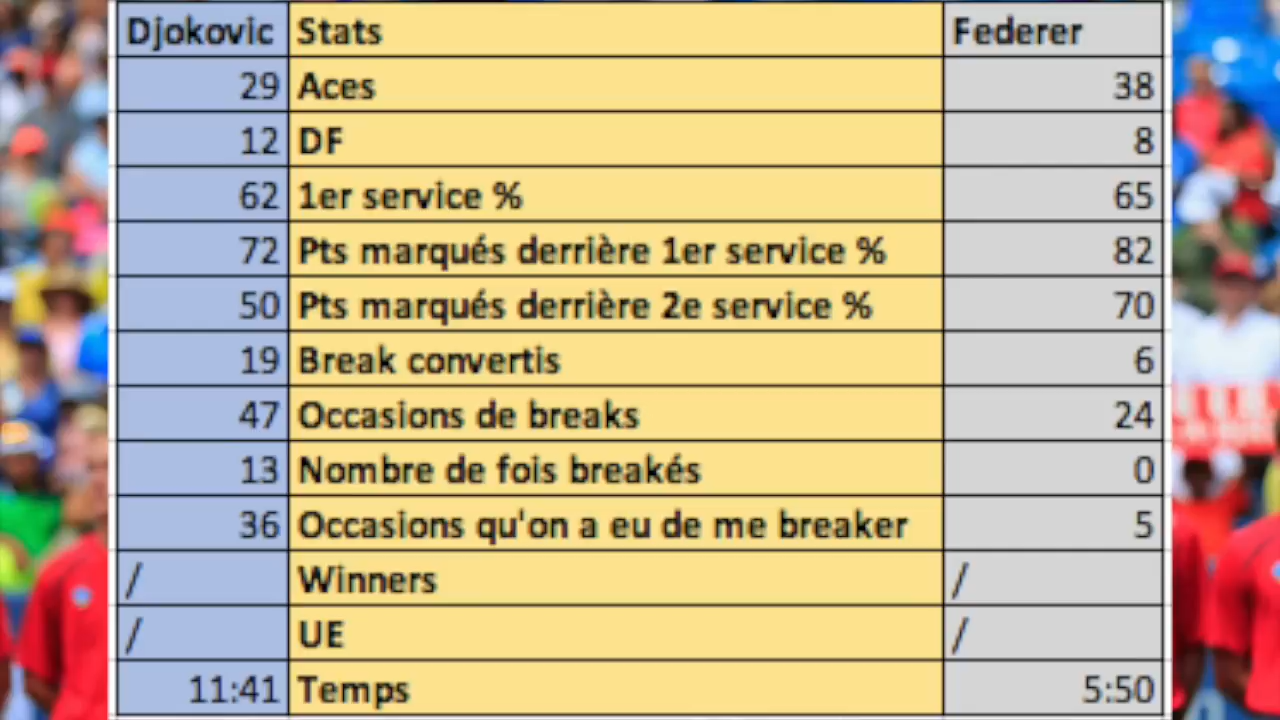 Djokovic Stats Federer
29 Aces 38
12 DF 8
62 1er service % 65
72 Pts marqués derrière 1er service % 82
50 Pts marqués derrière 2e service % 70
19 Break convertis 6
47 Occasions de breaks 24
13 Nombre de fois breakés 0
36 Occasions qu'on a eu de me breaker 5
/ Winners /
/ UE /
11:41 Temps 5:50